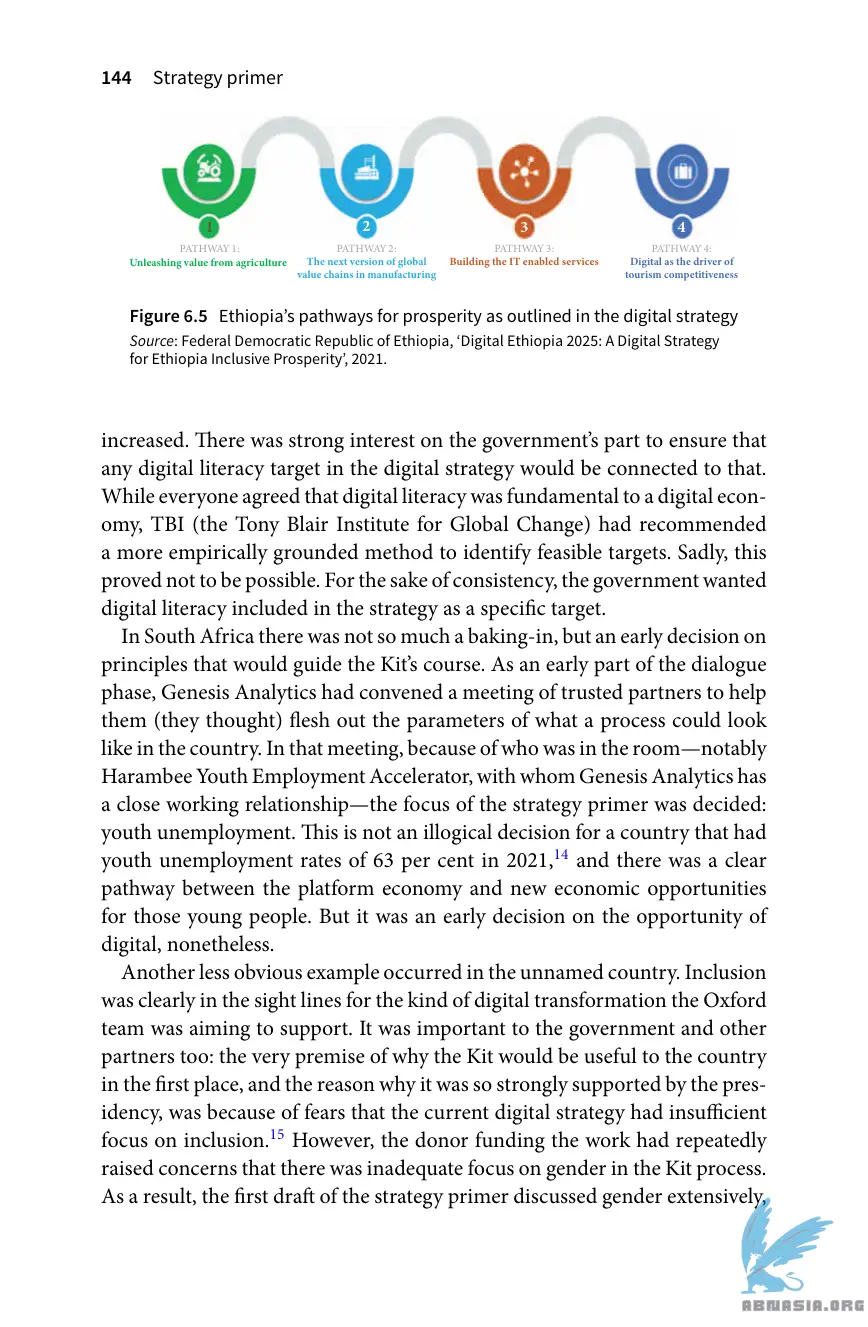 144 Strategy primer
1 2 3 4
PATHWAY 1: PATHWAY 2: PATHWAY 3: PATHWAY 4:
Unleashing value from agriculture The next version of global Building the IT enabled services Digital as the driver of
value chains in manufacturing tourism competitiveness
Figure 6.5 Ethiopia’s pathways for prosperity as outlined in the digital strategy
Source: Federal Democratic Republic of Ethiopia, ‘Digital Ethiopia 2025: A Digital Strategy
for Ethiopia Inclusive Prosperity’, 2021.
increased. There was strong interest on the government’s part to ensure that
any digital literacy target in the digital strategy would be connected to that.
While everyone agreed that digital literacy was fundamental to a digital econ-
omy, TBI (the Tony Blair Institute for Global Change) had recommended
a more empirically grounded method to identify feasible targets. Sadly, this
proved not to be possible. For the sake of consistency, the government wanted
digital literacy included in the strategy as a specific target.
In South Africa there was not so much a baking-in, but an early decision on
principles that would guide the Kit’s course. As an early part of the dialogue
phase, Genesis Analytics had convened a meeting of trusted partners to help
them (they thought) flesh out the parameters of what a process could look
like in the country. In that meeting, because of who was in the room—notably
Harambee Youth Employment Accelerator, with whom Genesis Analytics has
a close working relationship—the focus of the strategy primer was decided:
youth unemployment. This is not an illogical decision for a country that had
youth unemployment rates of 63 per cent in 2021,14 and there was a clear
pathway between the platform economy and new economic opportunities
for those young people. But it was an early decision on the opportunity of
digital, nonetheless.
Another less obvious example occurred in the unnamed country. Inclusion
was clearly in the sight lines for the kind of digital transformation the Oxford
team was aiming to support. It was important to the government and other
partners too: the very premise of why the Kit would be useful to the country
in the first place, and the reason why it was so strongly supported by the pres-
idency, was because of fears that the current digital strategy had insufficient
focus on inclusion.15 However, the donor funding the work had repeatedly
raised concerns that there was inadequate focus on gender in the Kit process.
As a result, the first draft of the strategy primer discussed gender extensively,
ABNASIA.ORG